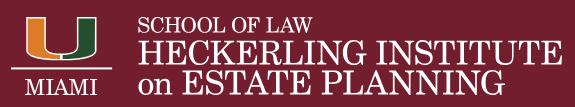 MIAMI
SCHOOL OF LAW
HECKERLING INSTITUTE
on ESTATE PLANNING